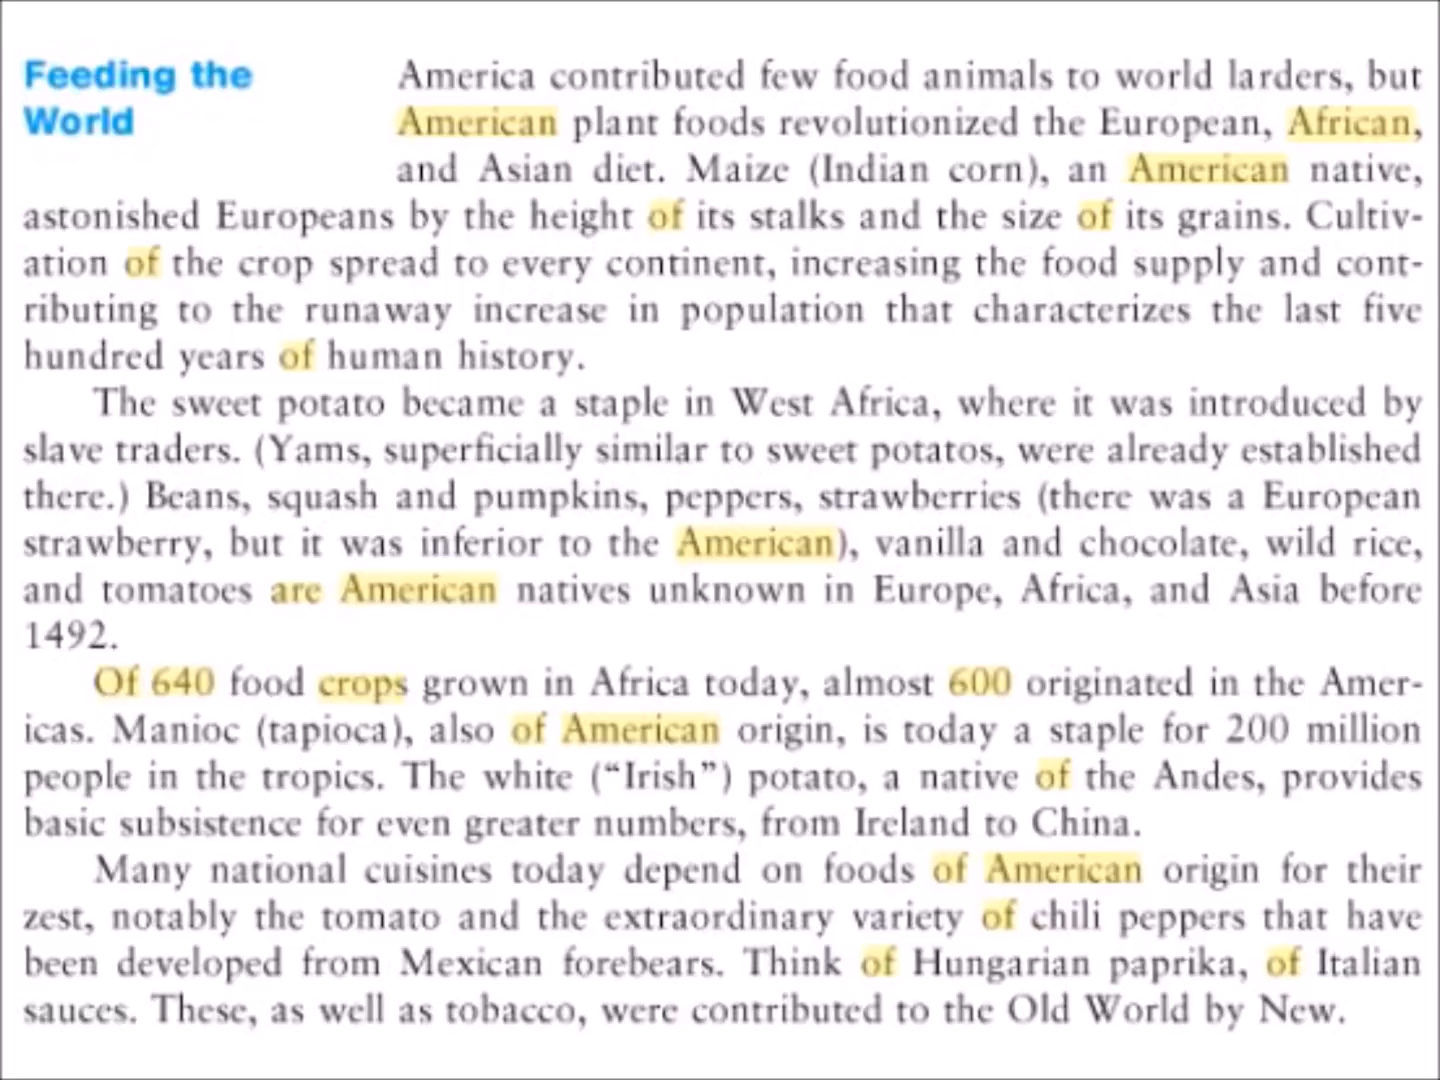 Feeding the
World
America contributed few food animals to world larders, but
American plant foods revolutionized the European, African,
and Asian diet. Maize (Indian corn), an American native,
astonished Europeans by the height of its stalks and the size of its grains. Cultiv-
ation of the crop spread to every continent, increasing the food supply and cont-
ributing to the runaway increase in population that characterizes the last five
hundred years of human history.
The sweet potato became a staple in West Africa, where it was introduced by
slave traders. (Yams, superficially similar to sweet potatos, were already established
there.) Beans, squash and pumpkins, peppers, strawberries (there was a European
strawberry, but it was inferior to the American), vanilla and chocolate, wild rice,
and tomatoes are American natives unknown in Europe, Africa, and Asia before
1492.
Of 640 food crops grown in Africa today, almost 600 originated in the Amer-
icas. Manioc (tapioca), also of American origin, is today a staple for 200 million
people in the tropics. The white (“Irish”) potato, a native of the Andes, provides
basic subsistence for even greater numbers, from Ireland to China.
Many national cuisines today depend on foods of American origin for their
zest, notably the tomato and the extraordinary variety of chili peppers that have
been developed from Mexican forebears. Think of Hungarian paprika, of Italian
sauces. These, as well as tobacco, were contributed to the Old World by New.